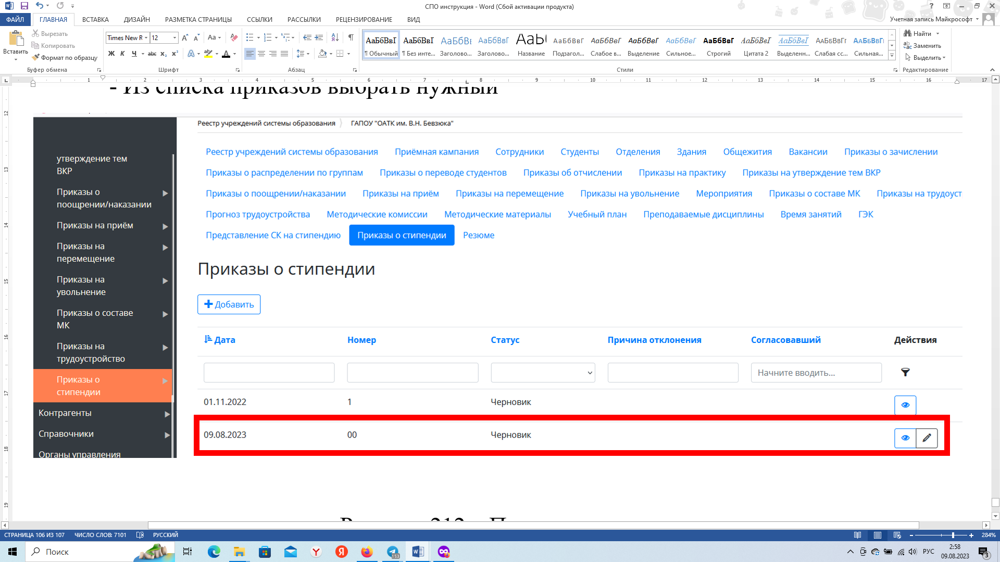 СПО инструкция - Word (Сбой активации продукта)
ФАЙЛ ГЛАВНАЯ ВСТАВКА ДИЗАЙН РАЗМЕТКА СТРАНИЦЫ ССЫЛКИ РАССЫЛКИ РЕЦЕНЗИРОВАНИЕ ВИД Учетная запись Майкрософт
Вставить
Вырезать
Копировать
Формат по образцу
Буфер обмена
Times New R 12
Шрифт
Абзац
АаБбВвГ Обычный
АаБбВвГ Без инте...
АаБбВв Заголово...
АаБбВвГ Заголово...
АаБ Название
АаБбВвГ Подзагол...
АаБбВвГ Слабое в...
АаБбВвГ Выделение
АаБбВвГ Сильное...
АаБбВвГ Строгий
АаБбВвГ Цитата 2
АаБбВвГ Выделенн...
АаБбВвГг Слабая сс...
АаБбВвГ Сильная...
Стили
Найти
Заменить
Выделить
Редактирование
1 2 3 4 5 6 7 8 9 10 11 12 13 14 15 16 17
- Из списка приказов выбрать нужный
Реестр учреждений системы образования ГАПОУ "ОАТК им. В.Н. Бевзюка"
утверждение тем
ВКР
Приказы о
поощрении/наказании
Приказы на приём
Приказы на
перемещение
Приказы на
увольнение
Приказы о составе
МК
Приказы на
трудоустройство
Приказы о
стипендии
Контрагенты
Справочники
Органы управления
Реестр учреждений системы образования Приёмная кампания Сотрудники Студенты Отделения Здания Общежития Вакансии Приказы о зачислении
Приказы о распределении по группам Приказы о переводе студентов Приказы об отчислении Приказы на практику Приказы на утверждение тем ВКР
Приказы о поощрении/наказании Приказы на приём Приказы на перемещение Приказы на увольнение Мероприятия Приказы о составе МК Приказы на трудоуст
Прогноз трудоустройства Методические комиссии Методические материалы Учебный план Преподаваемые дисциплины Время занятий ГЭК
Представление СК на стипендию Приказы о стипендии Резюме
Приказы о стипендии
Добавить
Дата Номер Статус Причина отклонения Согласовавший Действия
Начните вводить...
01.11.2022 1 Черновик
09.08.2023 00 Черновик
12
13
14
15
16
17
18
19
СТРАНИЦА 106 ИЗ 107 ЧИСЛО СЛОВ: 7101 РУССКИЙ 284%
Поиск
153
РУС
2:58
09.08.2023
3